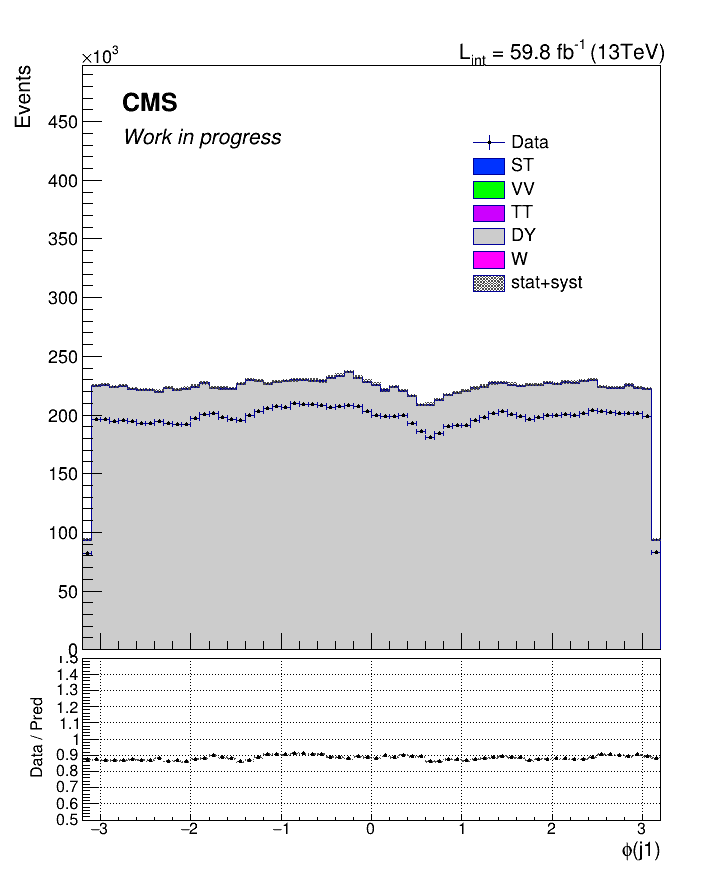 ×10³
L_int = 59.8 fb⁻¹ (13TeV)
Events
CMS
Work in progress
Data
ST
VV
TT
DY
W
stat+syst
450
400
350
300
250
200
150
100
50
0
1.5
1.4
1.3
1.2
1.1
1
0.9
0.8
0.7
0.6
0.5
Data / Pred
−3 −2 −1 0 1 2 3
ϕ(j1)